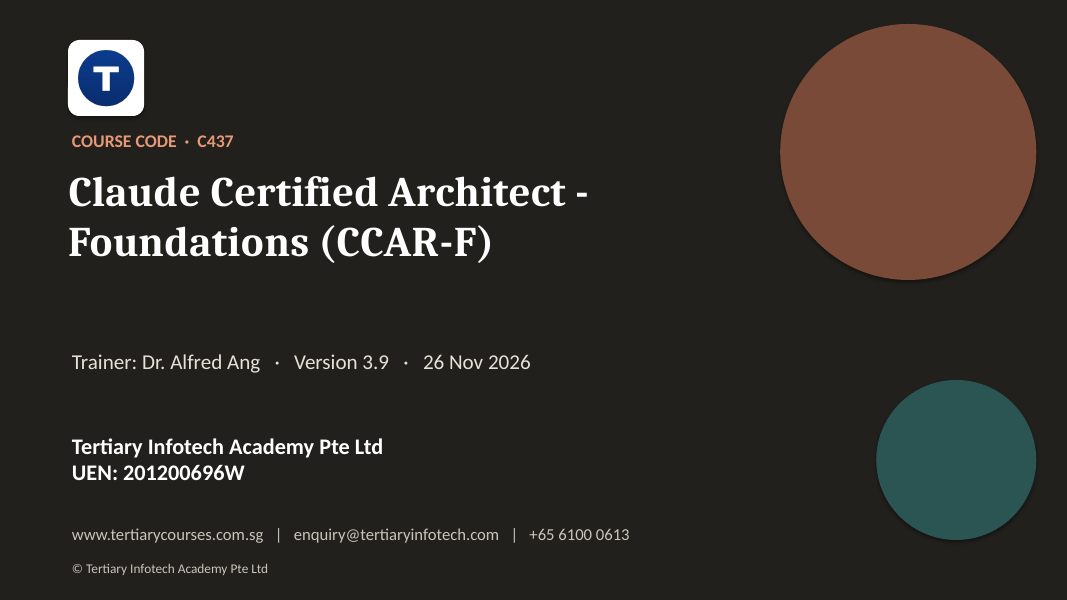 T
COURSE CODE · C437
Claude Certified Architect -
Foundations (CCAR-F)
Trainer: Dr. Alfred Ang · Version 3.9 · 26 Nov 2026
Tertiary Infotech Academy Pte Ltd
UEN: 201200696W
www.tertiarycourses.com.sg | enquiry@tertiaryinfotech.com | +65 6100 0613
© Tertiary Infotech Academy Pte Ltd